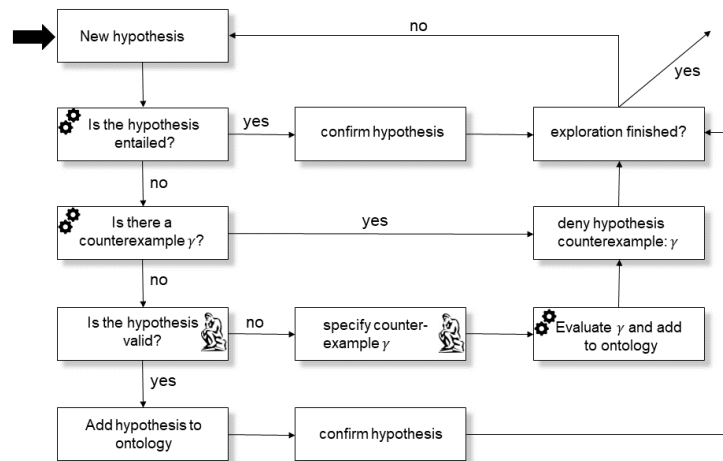 New hypothesis
no
yes
Is the hypothesis
entailed?
yes
confirm hypothesis
exploration finished?
no
Is there a
counterexample γ?
yes
deny hypothesis
counterexample: γ
no
Is the hypothesis
valid?
no
specify counter-
example γ
Evaluate γ and add
to ontology
yes
Add hypothesis to
ontology
confirm hypothesis